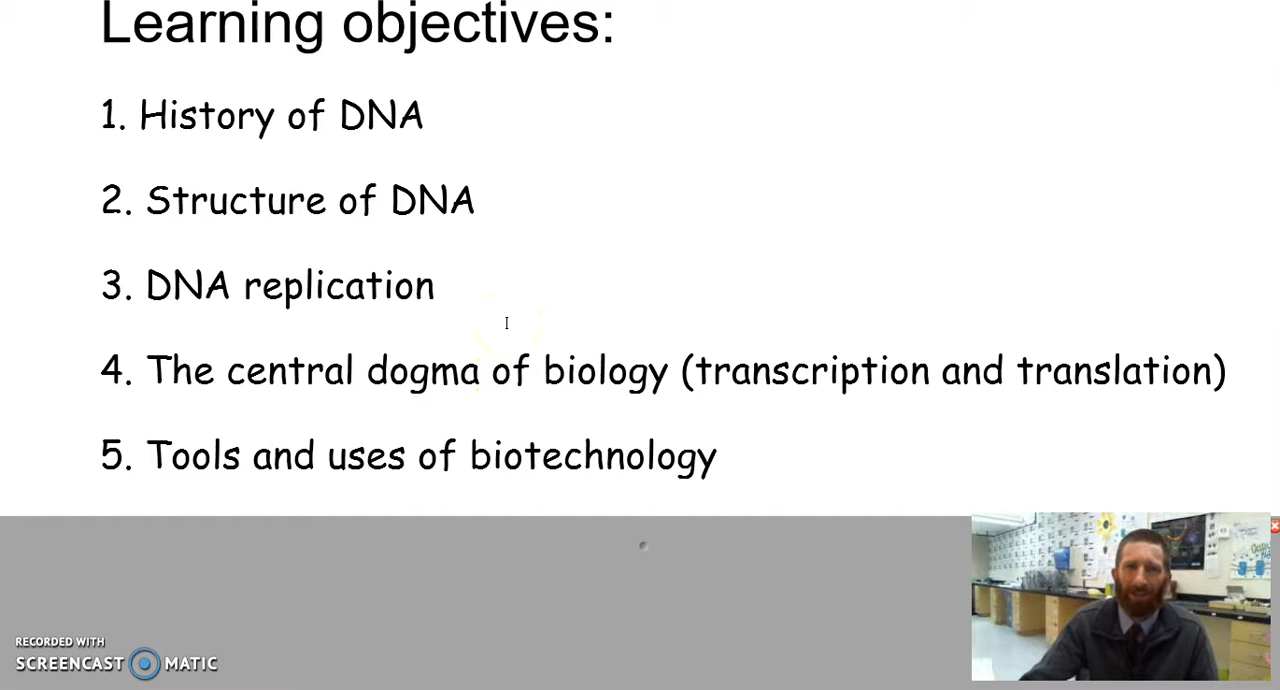 Learning objectives:
1. History of DNA
2. Structure of DNA
3. DNA replication
4. The central dogma of biology (transcription and translation)
5. Tools and uses of biotechnology
RECORDED WITH
SCREENCAST MATIC